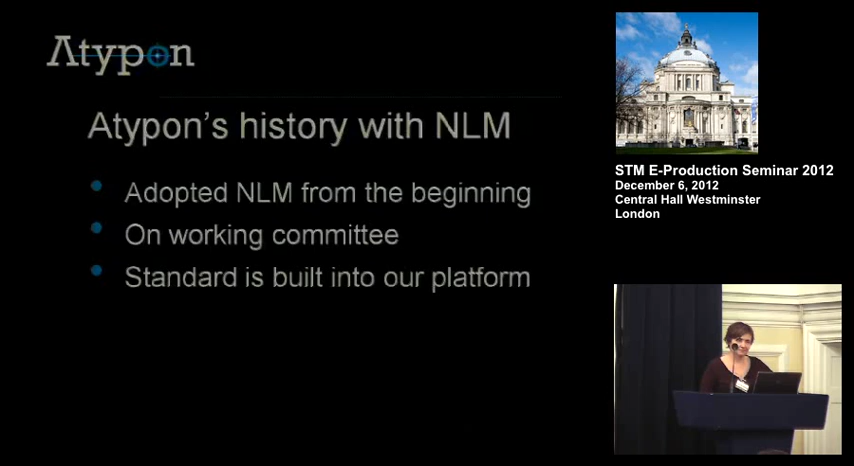 Atypon
Atypon's history with NLM
Adopted NLM from the beginning
On working committee
Standard is built into our platform
STM E-Production Seminar 2012
December 6, 2012
Central Hall Westminster
London